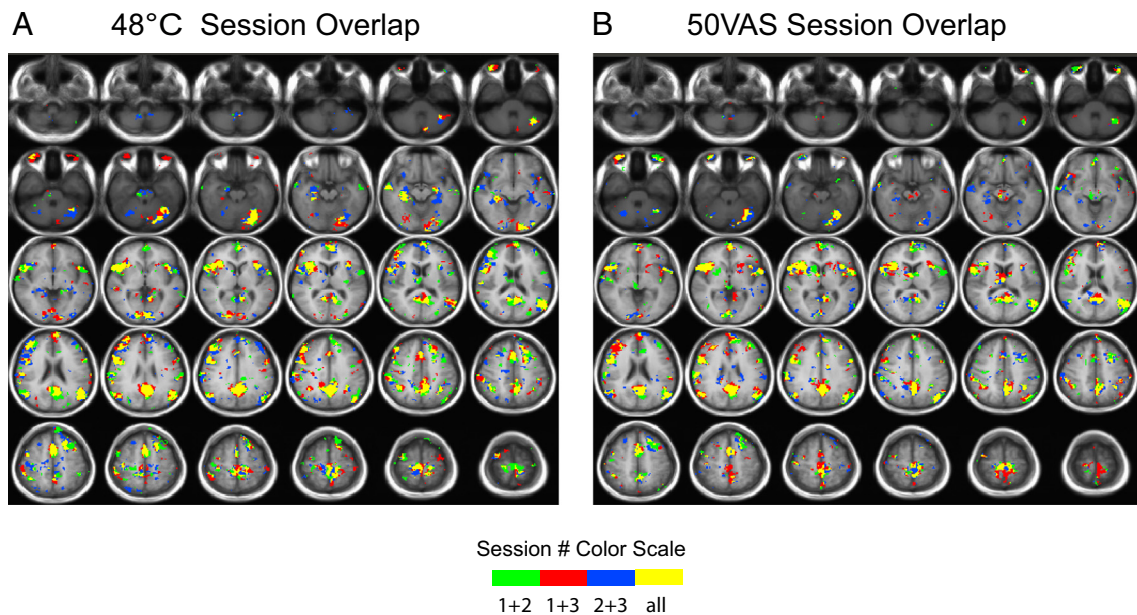 A 48°C Session Overlap
B 50VAS Session Overlap
Session # Color Scale
1+2 1+3 2+3 all